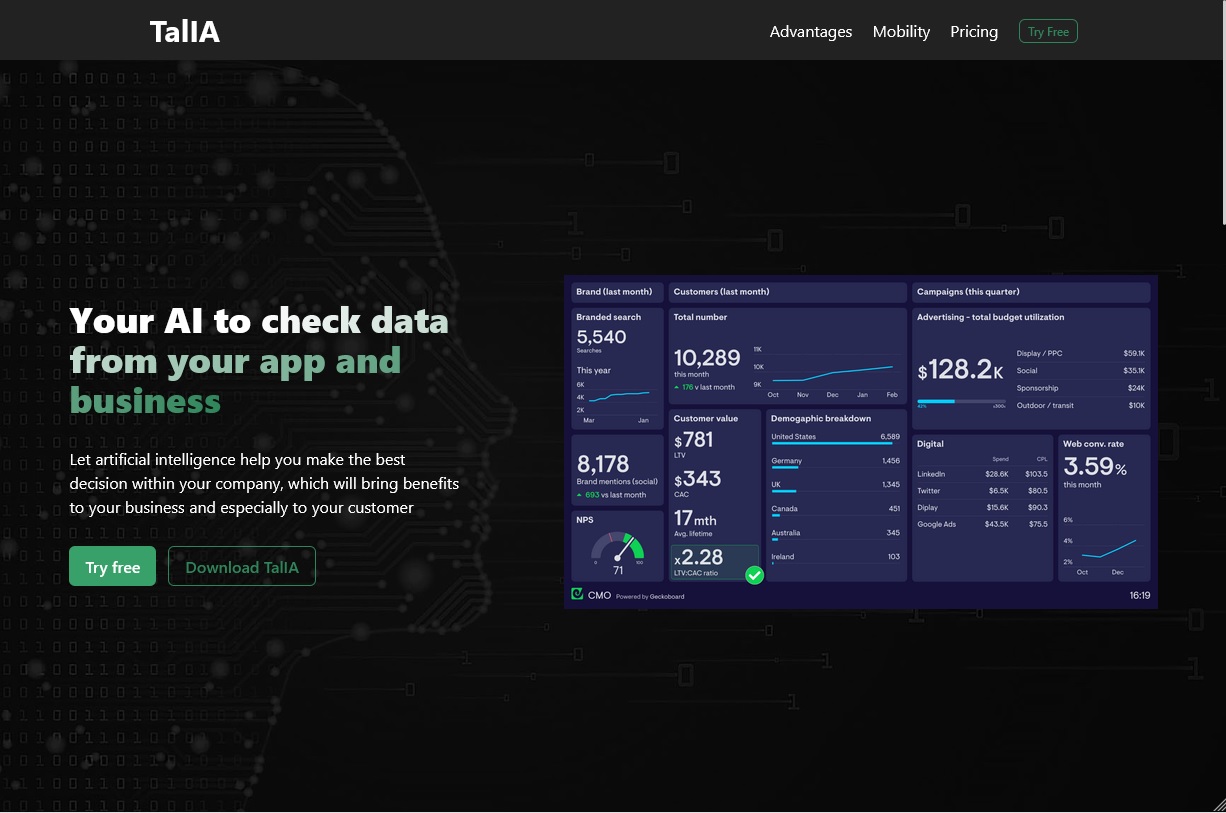 TalIA
Advantages
Mobility
Pricing
Try Free
Your AI to check data
from your app and
business
Let artificial intelligence help you make the best
decision within your company, which will bring benefits
to your business and especially to your customer
Try free
Download TalIA
Brand (last month)
Customers (last month)
Campaigns (this quarter)
Branded search
5,540
Searches
This year
6K
4K
2K
Mar
Jan
8,178
Brand mentions (social)
693 vs last month
NPS
0
100
71
Total number
10,289
this month
176 v last month
11K
10K
9K
Oct
Nov
Dec
Jan
Feb
Customer value
$781
LTV
$343
CAC
17 mth
Avg. lifetime
x2.28
LTV:CAC ratio
Demogaphic breakdown
United States 6,589
Germany 1,456
UK 1,345
Canada 451
Australia 345
Ireland 103
Advertising - total budget utilization
$128.2K
Display / PPC $59.1K
Social $35.1K
Sponsorship $24K
Outdoor / transit $10K
Digital
Spend CPL
LinkedIn $28.6K $103.5
Twitter $6.5K $80.5
Diplay $15.6K $90.3
Google Ads $43.5K $75.5
Web conv. rate
3.59%
this month
6%
4%
2%
Oct
Dec
CMO Powered by Geckoboard
16:19